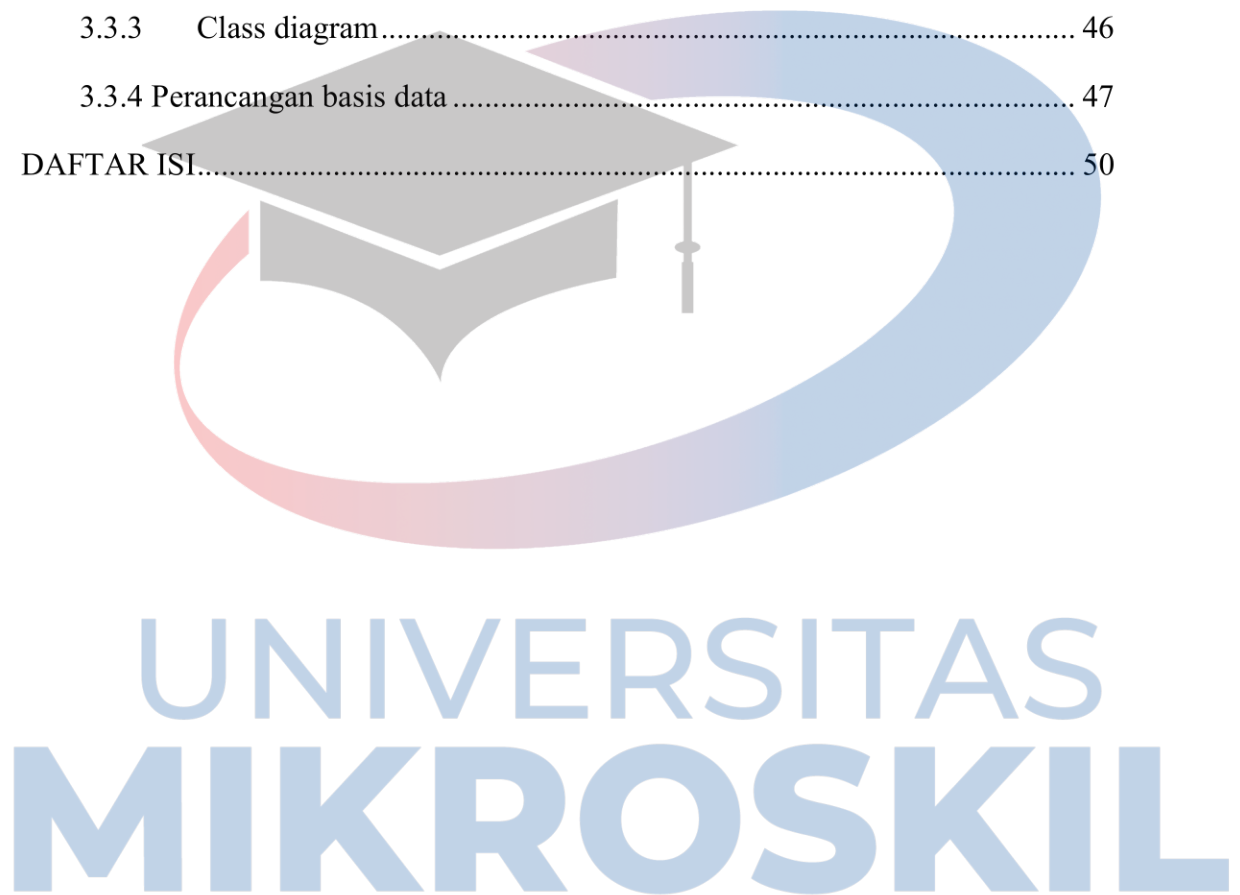 3.3.3 Class diagram.......................................................................................... 46
3.3.4 Perancangan basis data ................................................................................ 47
DAFTAR ISI................................................................................................................. 50
UNIVERSITAS
MIKROSKIL